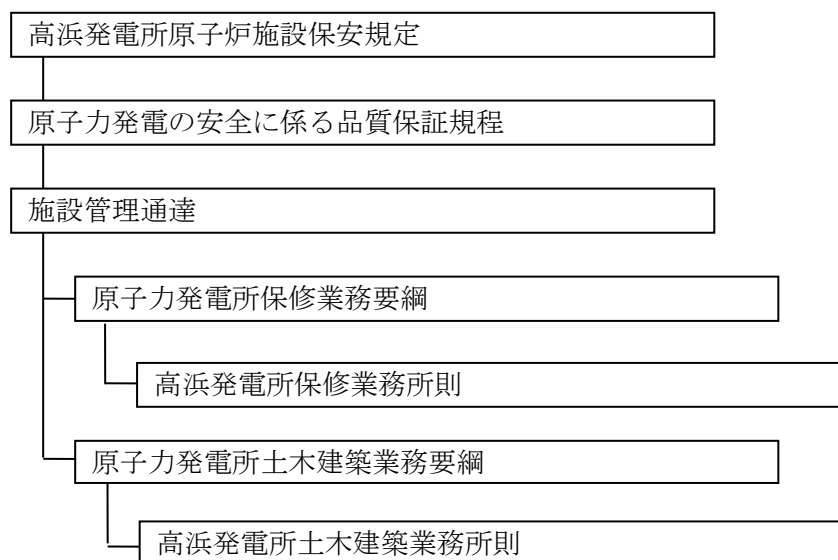 高浜発電所原子炉施設保安規定
原子力発電の安全に係る品質保証規程
施設管理通達
原子力発電所保修業務要綱
高浜発電所保修業務所則
原子力発電所土木建築業務要綱
高浜発電所土木建築業務所則